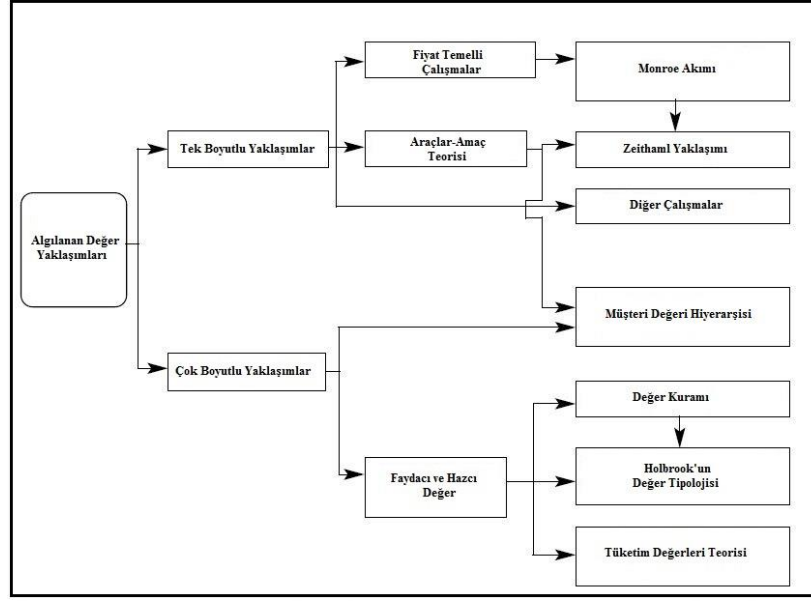 Fiyat Temelli
Çalışmalar
Monroe Akımı
Tek Boyutlu Yaklaşımlar
Araçlar-Amaç
Teorisi
Zeithaml Yaklaşımı
Diğer Çalışmalar
Algılanan Değer
Yaklaşımları
Müşteri Değeri Hiyerarşisi
Çok Boyutlu Yaklaşımlar
Değer Kuramı
Faydacı ve Hazcı
Değer
Holbrook'un
Değer Tipolojisi
Tüketim Değerleri Teorisi